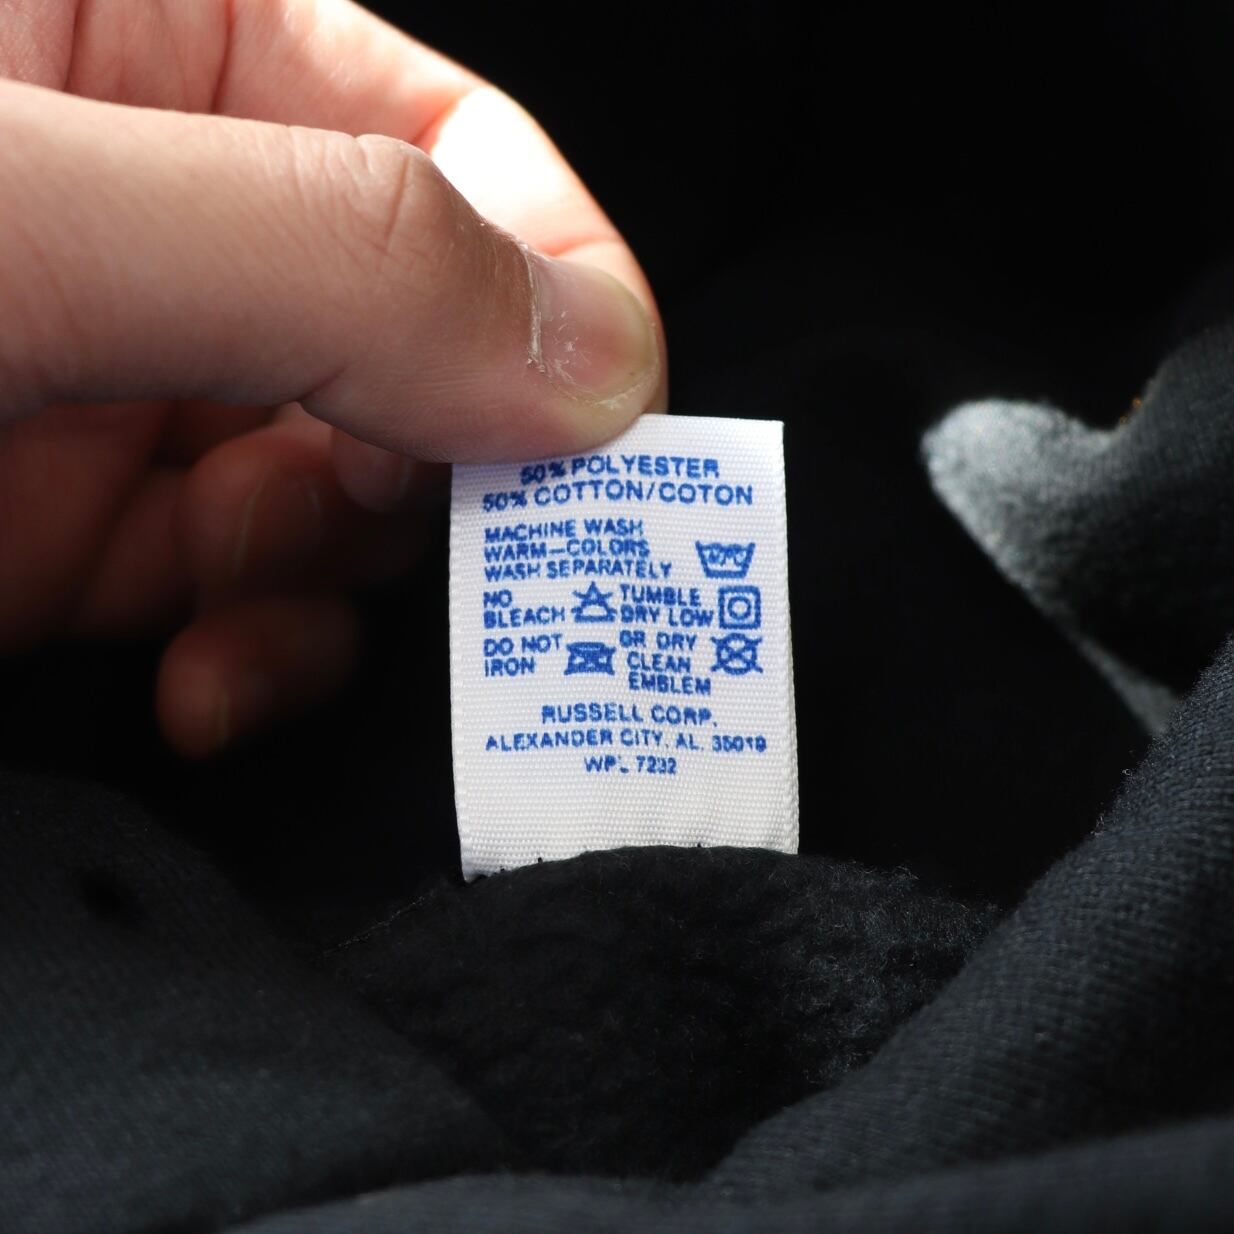 50% POLYESTER
50% COTTON/COTON
MACHINE WASH
WARM—COLORS
WASH SEPARATELY
NO
BLEACH
TUMBLE
DRY LOW
DO NOT
IRON
OR DRY
CLEAN
EMBLEM
RUSSELL CORP.
ALEXANDER CITY, AL. 35010
WPL 7232